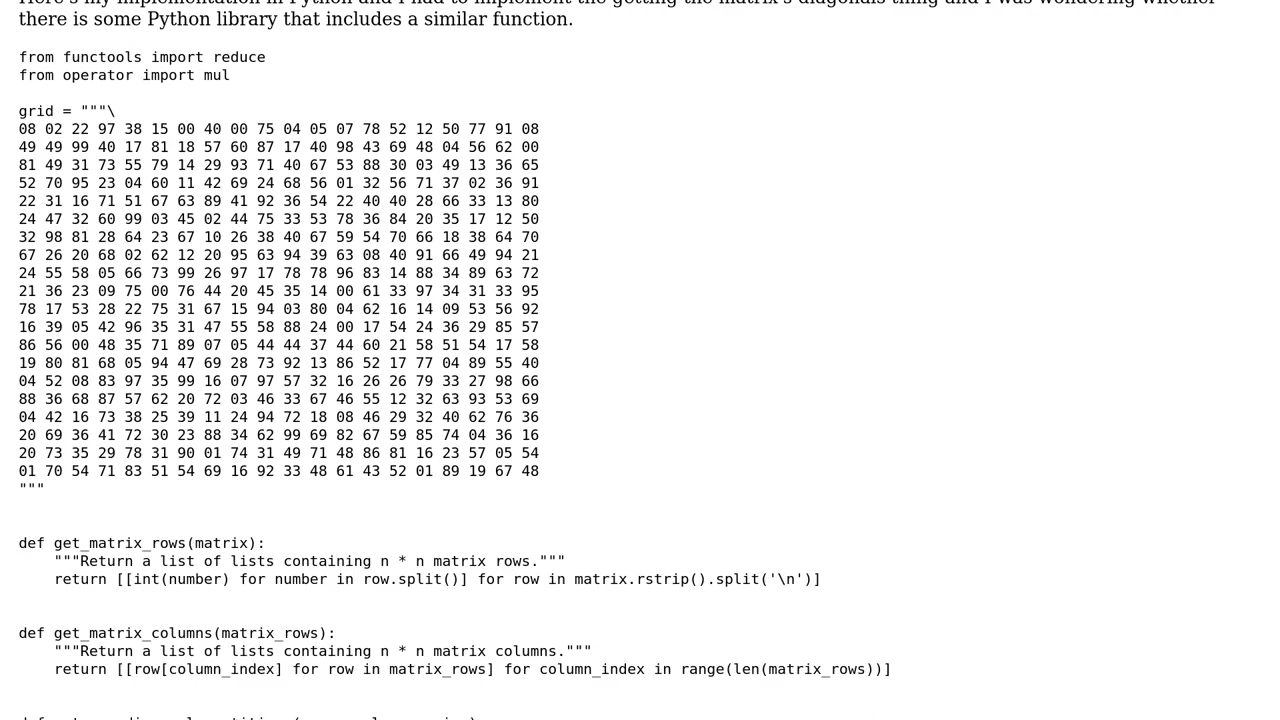 there is some Python library that includes a similar function.
from functools import reduce
from operator import mul
grid = """\
08 02 22 97 38 15 00 40 00 75 04 05 07 78 52 12 50 77 91 08
49 49 99 40 17 81 18 57 60 87 17 40 98 43 69 48 04 56 62 00
81 49 31 73 55 79 14 29 93 71 40 67 53 88 30 03 49 13 36 65
52 70 95 23 04 60 11 42 69 24 68 56 01 32 56 71 37 02 36 91
22 31 16 71 51 67 63 89 41 92 36 54 22 40 40 28 66 33 13 80
24 47 32 60 99 03 45 02 44 75 33 53 78 36 84 20 35 17 12 50
32 98 81 28 64 23 67 10 26 38 40 67 59 54 70 66 18 38 64 70
67 26 20 68 02 62 12 20 95 63 94 39 63 08 40 91 66 49 94 21
24 55 58 05 66 73 99 26 97 17 78 78 96 83 14 88 34 89 63 72
21 36 23 09 75 00 76 44 20 45 35 14 00 61 33 97 34 31 33 95
78 17 53 28 22 75 31 67 15 94 03 80 04 62 16 14 09 53 56 92
16 39 05 42 96 35 31 47 55 58 88 24 00 17 54 24 36 29 85 57
86 56 00 48 35 71 89 07 05 44 44 37 44 60 21 58 51 54 17 58
19 80 81 68 05 94 47 69 28 73 92 13 86 52 17 77 04 89 55 40
04 52 08 83 97 35 99 16 07 97 57 32 16 26 26 79 33 27 98 66
88 36 68 87 57 62 20 72 03 46 33 67 46 55 12 32 63 93 53 69
04 42 16 73 38 25 39 11 24 94 72 18 08 46 29 32 40 62 76 36
20 69 36 41 72 30 23 88 34 62 99 69 82 67 59 85 74 04 36 16
20 73 35 29 78 31 90 01 74 31 49 71 48 86 81 16 23 57 05 54
01 70 54 71 83 51 54 69 16 92 33 48 61 43 52 01 89 19 67 48
"""
def get_matrix_rows(matrix):
    """Return a list of lists containing n * n matrix rows."""
    return [[int(number) for number in row.split()] for row in matrix.rstrip().split('\n')]
def get_matrix_columns(matrix_rows):
    """Return a list of lists containing n * n matrix columns."""
    return [[row[column_index] for row in matrix_rows] for column_index in range(len(matrix_rows))]